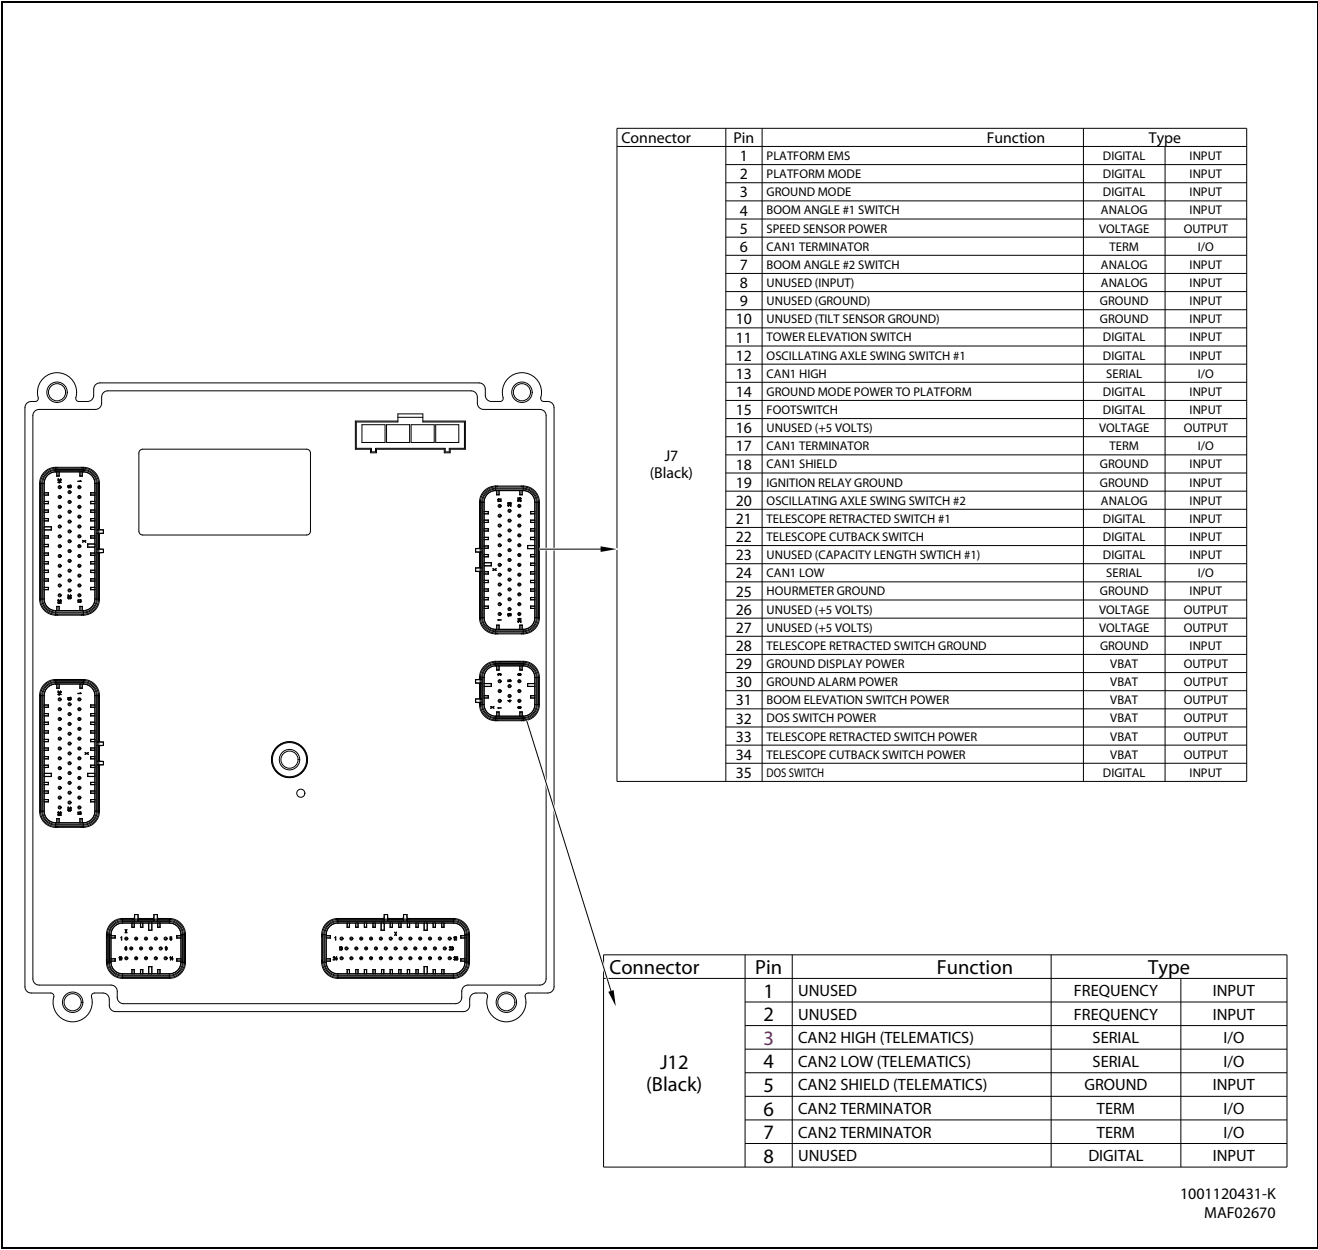 Connector Pin Function Type
1 PLATFORM EMS DIGITAL INPUT
2 PLATFORM MODE DIGITAL INPUT
3 GROUND MODE DIGITAL INPUT
4 BOOM ANGLE #1 SWITCH ANALOG INPUT
5 SPEED SENSOR POWER VOLTAGE OUTPUT
6 CAN1 TERMINATOR TERM I/O
7 BOOM ANGLE #2 SWITCH ANALOG INPUT
8 UNUSED (INPUT) ANALOG INPUT
9 UNUSED (GROUND) GROUND INPUT
10 UNUSED (TILT SENSOR GROUND) GROUND INPUT
11 TOWER ELEVATION SWITCH DIGITAL INPUT
12 OSCILLATING AXLE SWING SWITCH #1 DIGITAL INPUT
13 CAN1 HIGH SERIAL I/O
14 GROUND MODE POWER TO PLATFORM DIGITAL INPUT
15 FOOTSWITCH DIGITAL INPUT
16 UNUSED (+5 VOLTS) VOLTAGE OUTPUT
17 CAN1 TERMINATOR TERM I/O
J7
(Black)
18 CAN1 SHIELD GROUND INPUT
19 IGNITION RELAY GROUND GROUND INPUT
20 OSCILLATING AXLE SWING SWITCH #2 ANALOG INPUT
21 TELESCOPE RETRACTED SWITCH #1 DIGITAL INPUT
22 TELESCOPE CUTBACK SWITCH DIGITAL INPUT
23 UNUSED (CAPACITY LENGTH SWTICH #1) DIGITAL INPUT
24 CAN1 LOW SERIAL I/O
25 HOURMETER GROUND GROUND INPUT
26 UNUSED (+5 VOLTS) VOLTAGE OUTPUT
27 UNUSED (+5 VOLTS) VOLTAGE OUTPUT
28 TELESCOPE RETRACTED SWITCH GROUND GROUND INPUT
29 GROUND DISPLAY POWER VBAT OUTPUT
30 GROUND ALARM POWER VBAT OUTPUT
31 BOOM ELEVATION SWITCH POWER VBAT OUTPUT
32 DOS SWITCH POWER VBAT OUTPUT
33 TELESCOPE RETRACTED SWITCH POWER VBAT OUTPUT
34 TELESCOPE CUTBACK SWITCH POWER VBAT OUTPUT
35 DOS SWITCH DIGITAL INPUT
Connector Pin Function Type
1 UNUSED FREQUENCY INPUT
2 UNUSED FREQUENCY INPUT
3 CAN2 HIGH (TELEMATICS) SERIAL I/O
J12
(Black)
4 CAN2 LOW (TELEMATICS) SERIAL I/O
5 CAN2 SHIELD (TELEMATICS) GROUND INPUT
6 CAN2 TERMINATOR TERM I/O
7 CAN2 TERMINATOR TERM I/O
8 UNUSED DIGITAL INPUT
1001120431-K
MAF02670